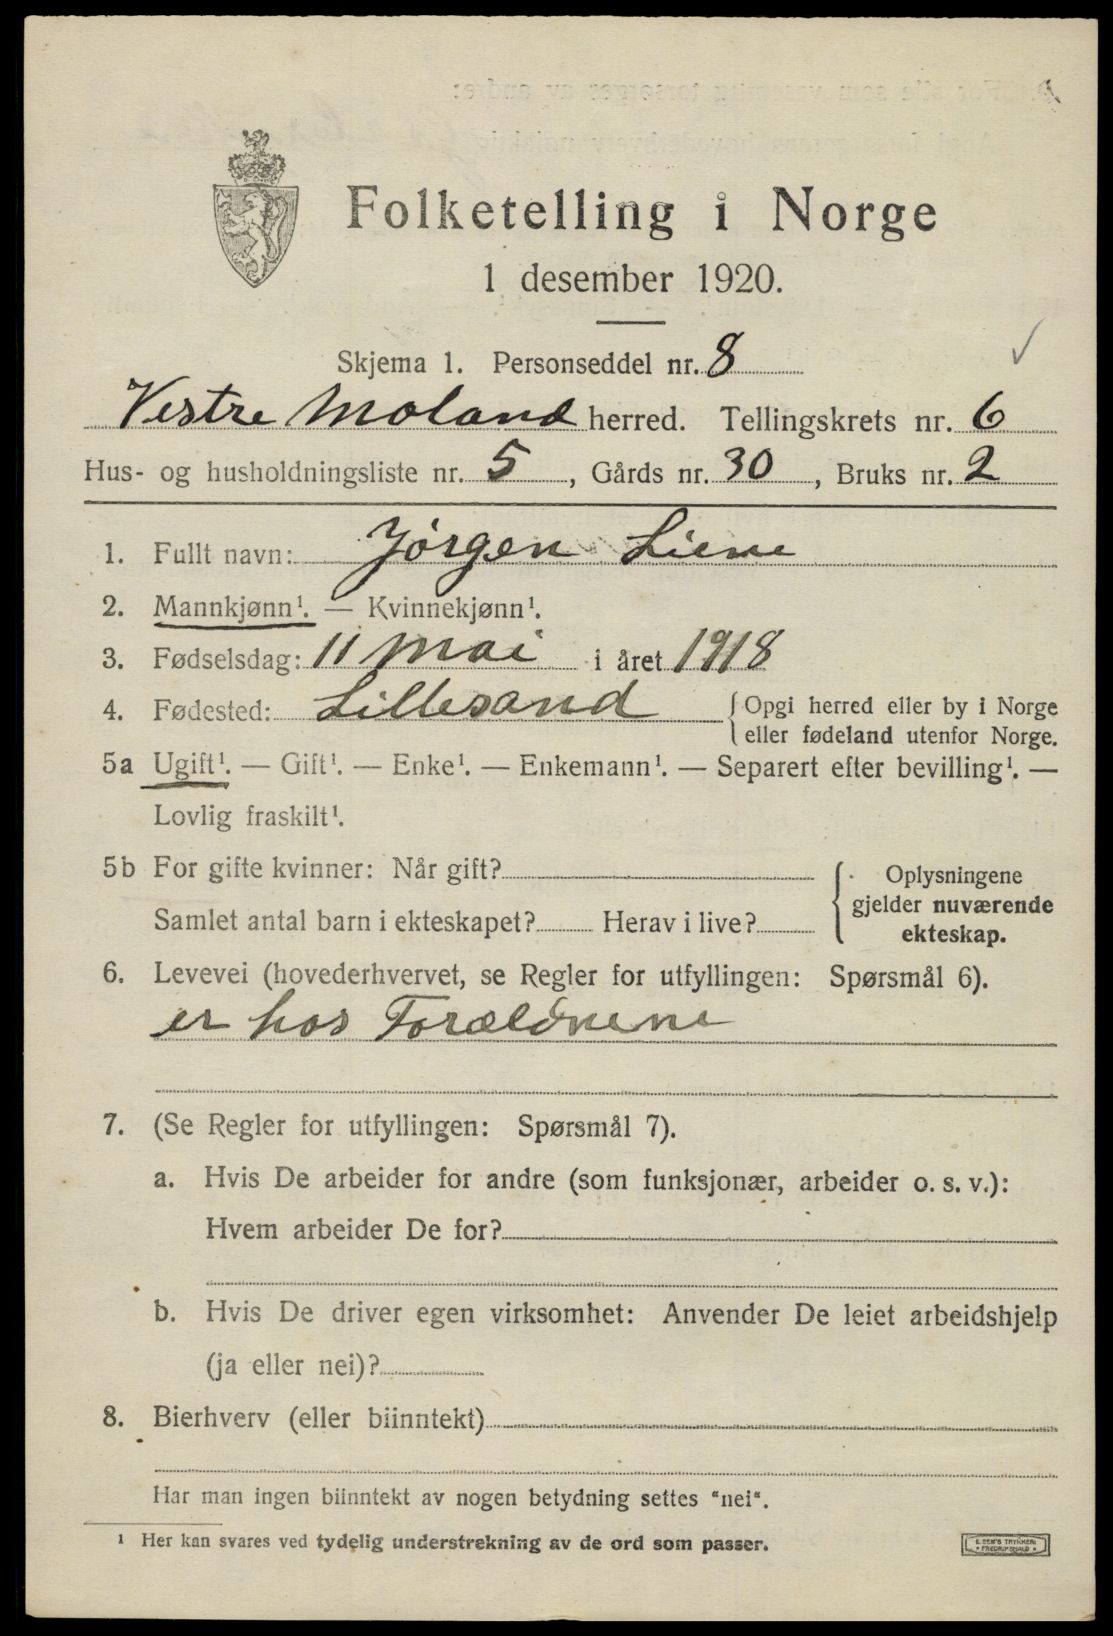 Folketelling i Norge
1 desember 1920.
Skjema 1. Personseddel nr. 8
Vestre Moland herred. Tellingskrets nr. 6
Hus- og husholdningsliste nr. 5, Gårds nr. 30, Bruks nr. 2
1. Fullt navn: Jørgen Liene
2. Mannkjønn¹. — Kvinnekjønn¹.
3. Fødselsdag: 11 mai i året 1918
4. Fødested: Lillesand {Opgi herred eller by i Norge
eller fødeland utenfor Norge.
5a Ugift¹. — Gift¹. — Enke¹. — Enkemann¹. — Separert efter bevilling¹. —
Lovlig fraskilt¹.
5b For gifte kvinner: Når gift?
Samlet antal barn i ekteskapet? Herav i live?
Oplysningene
gjelder nuværende
ekteskap.
6. Levevei (hovederhvervet, se Regler for utfyllingen: Spørsmål 6).
er hos Forældrene
7. (Se Regler for utfyllingen: Spørsmål 7).
a. Hvis De arbeider for andre (som funksjonær, arbeider o. s. v.):
Hvem arbeider De for?
b. Hvis De driver egen virksomhet: Anvender De leiet arbeidshjelp
(ja eller nei)?
8. Bierhverv (eller biinntekt)
Har man ingen biinntekt av nogen betydning settes "nei".
¹ Her kan svares ved tydelig understrekning av de ord som passer.
E. SEM'S TRYKKERI
FREDRIKSHALD